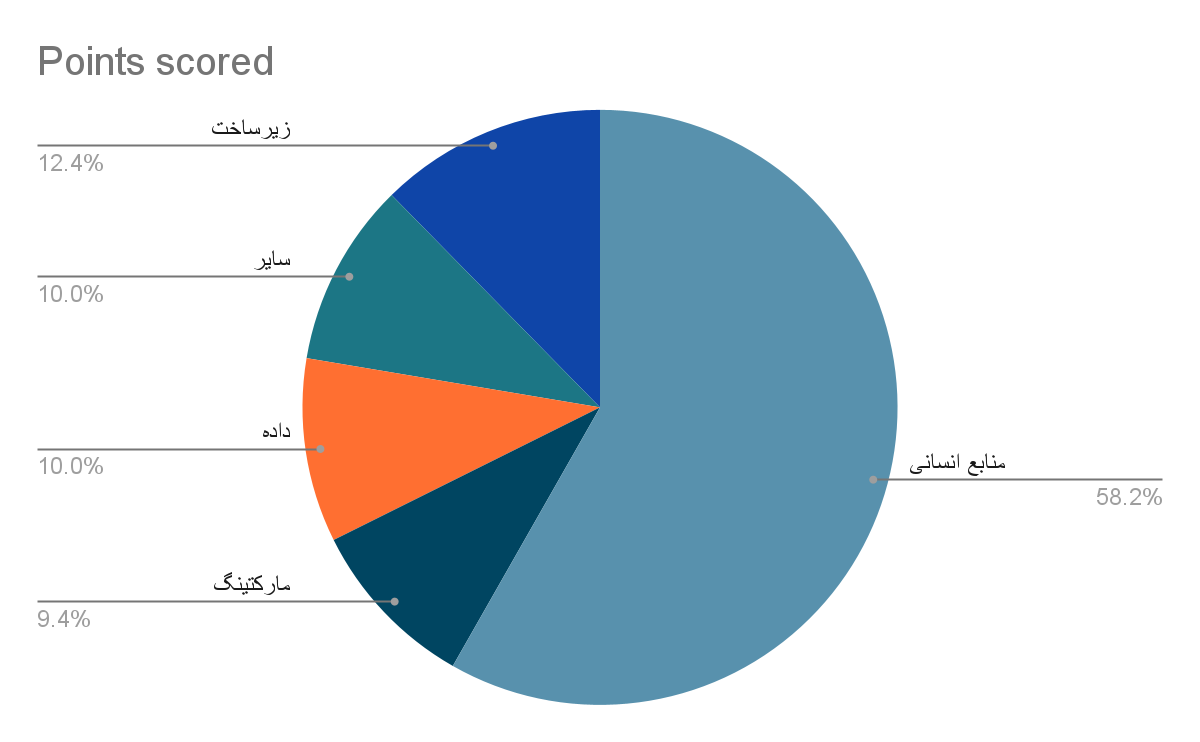 Points scored
زیرساخت
12.4%
سایر
10.0%
داده
10.0%
منابع انسانی
58.2%
مارکتینگ
9.4%